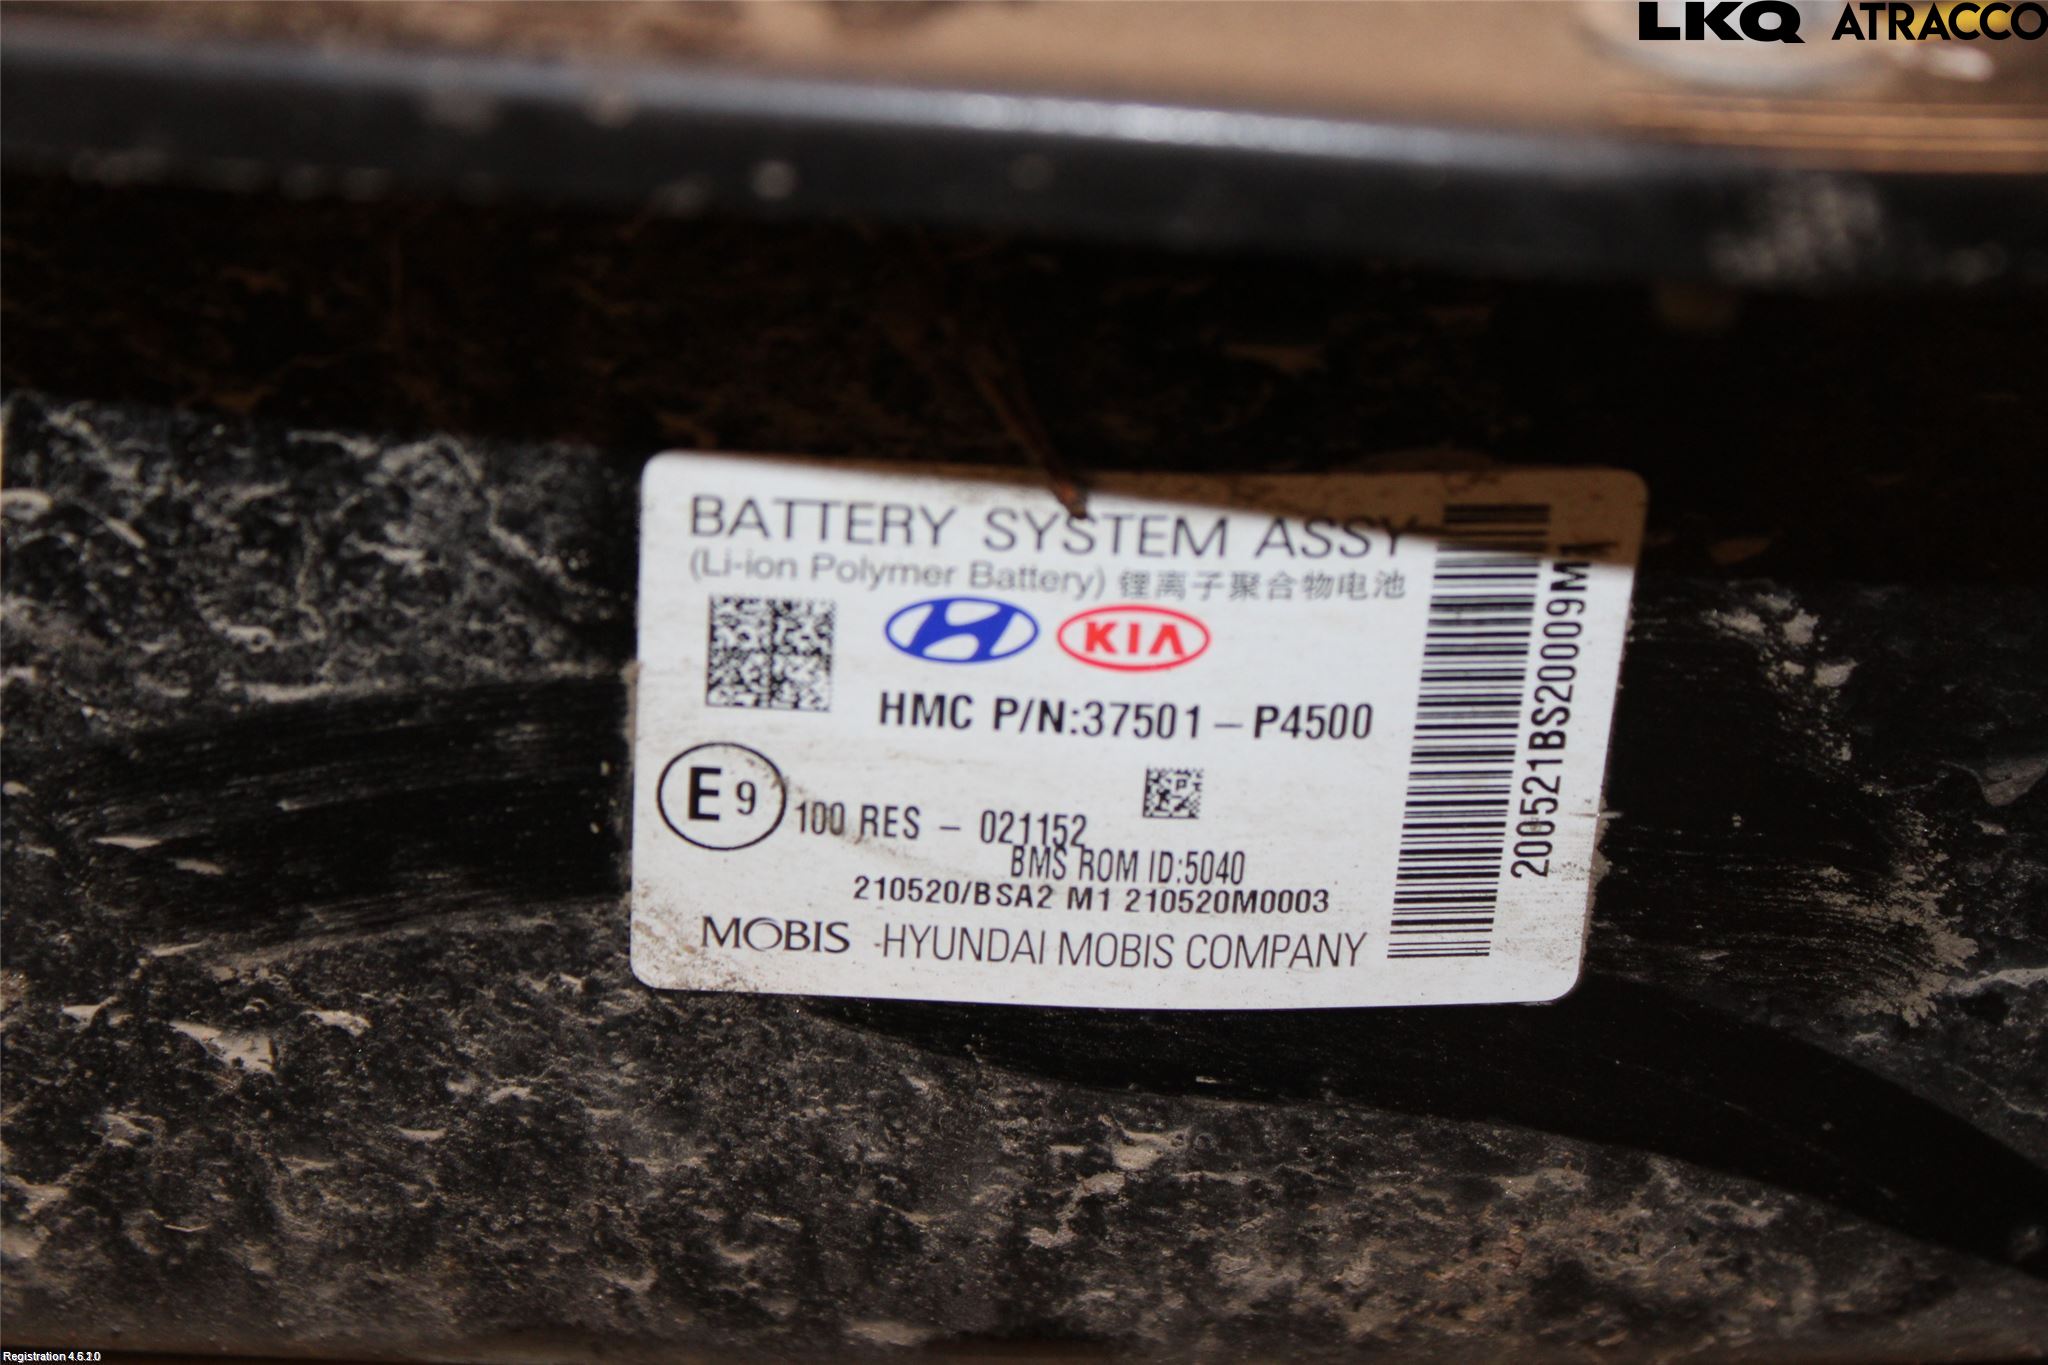 LKQ ATRACCO
BATTERY SYSTEM ASSY
(Li-ion Polymer Battery) 锂离子聚合物电池
KIA
HMC P/N:37501-P4500
E9 100 RES - 021152
BMS ROM ID:5040
210520/BSA2 M1 210520M0003
MOBIS HYUNDAI MOBIS COMPANY
200521BS200009M1
Registration 4.6.2.0